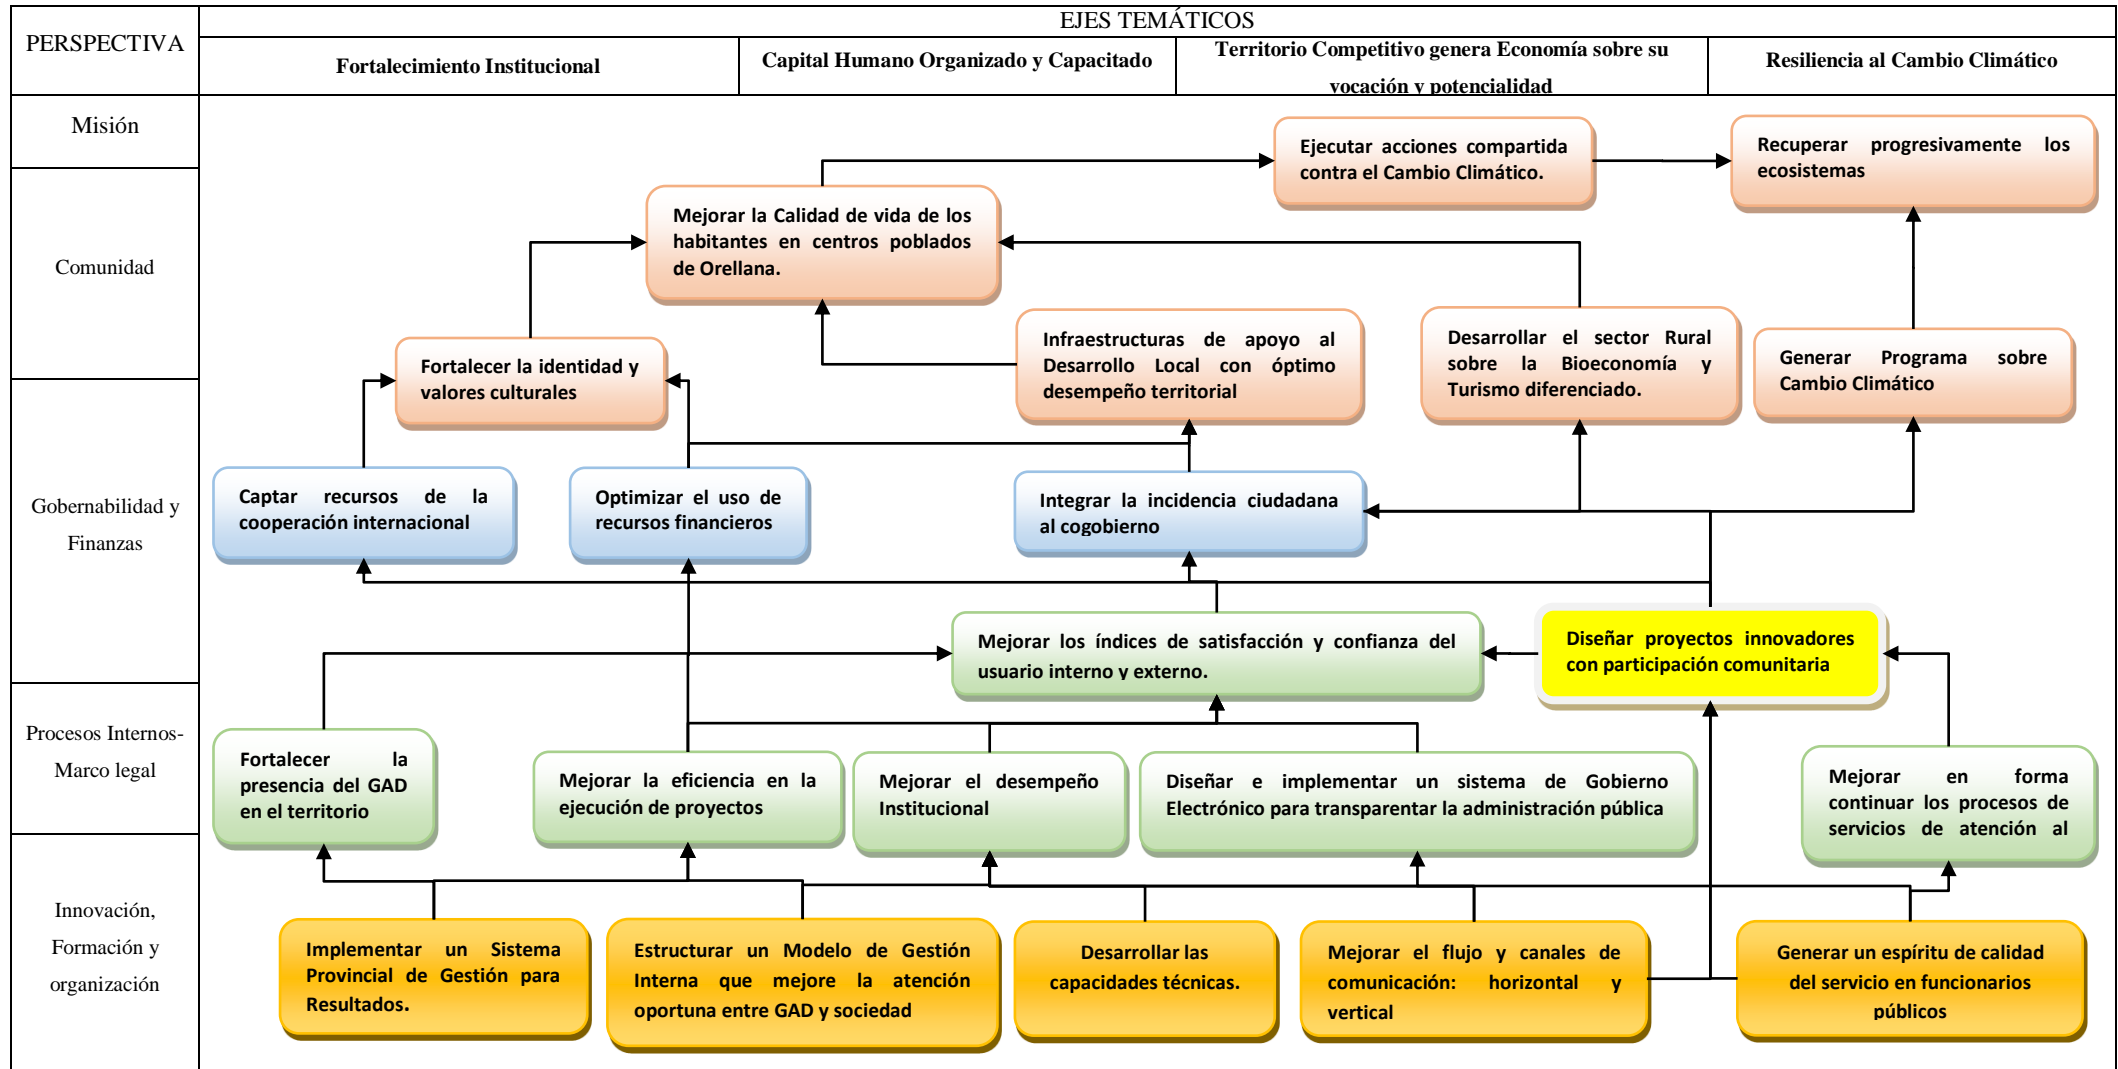 EJES TEMÁTICOS
PERSPECTIVA
Fortalecimiento Institucional
Capital Humano Organizado y Capacitado
Territorio Competitivo genera Economía sobre su
vocación y potencialidad
Resiliencia al Cambio Climático
Misión
Ejecutar acciones compartida
contra el Cambio Climático.
Recuperar progresivamente los
ecosistemas
Comunidad
Mejorar la Calidad de vida de los
habitantes en centros poblados
de Orellana.
Fortalecer la identidad y
valores culturales
Infraestructuras de apoyo al
Desarrollo Local con óptimo
desempeño territorial
Desarrollar el sector Rural
sobre la Bioeconomía y
Turismo diferenciado.
Generar Programa sobre
Cambio Climático
Gobernabilidad y
Finanzas
Captar recursos de la
cooperación internacional
Optimizar el uso de
recursos financieros
Integrar la incidencia ciudadana
al cogobierno
Mejorar los índices de satisfacción y confianza del
usuario interno y externo.
Diseñar proyectos innovadores
con participación comunitaria
Procesos Internos-
Marco legal
Fortalecer la
presencia del GAD
en el territorio
Mejorar la eficiencia en la
ejecución de proyectos
Mejorar el desempeño
Institucional
Diseñar e implementar un sistema de Gobierno
Electrónico para transparentar la administración pública
Mejorar en forma
continuar los procesos de
servicios de atención al
Innovación,
Formación y
organización
Implementar un Sistema
Provincial de Gestión para
Resultados.
Estructurar un Modelo de Gestión
Interna que mejore la atención
oportuna entre GAD y sociedad
Desarrollar las
capacidades técnicas.
Mejorar el flujo y canales de
comunicación: horizontal y
vertical
Generar un espíritu de calidad
del servicio en funcionarios
públicos